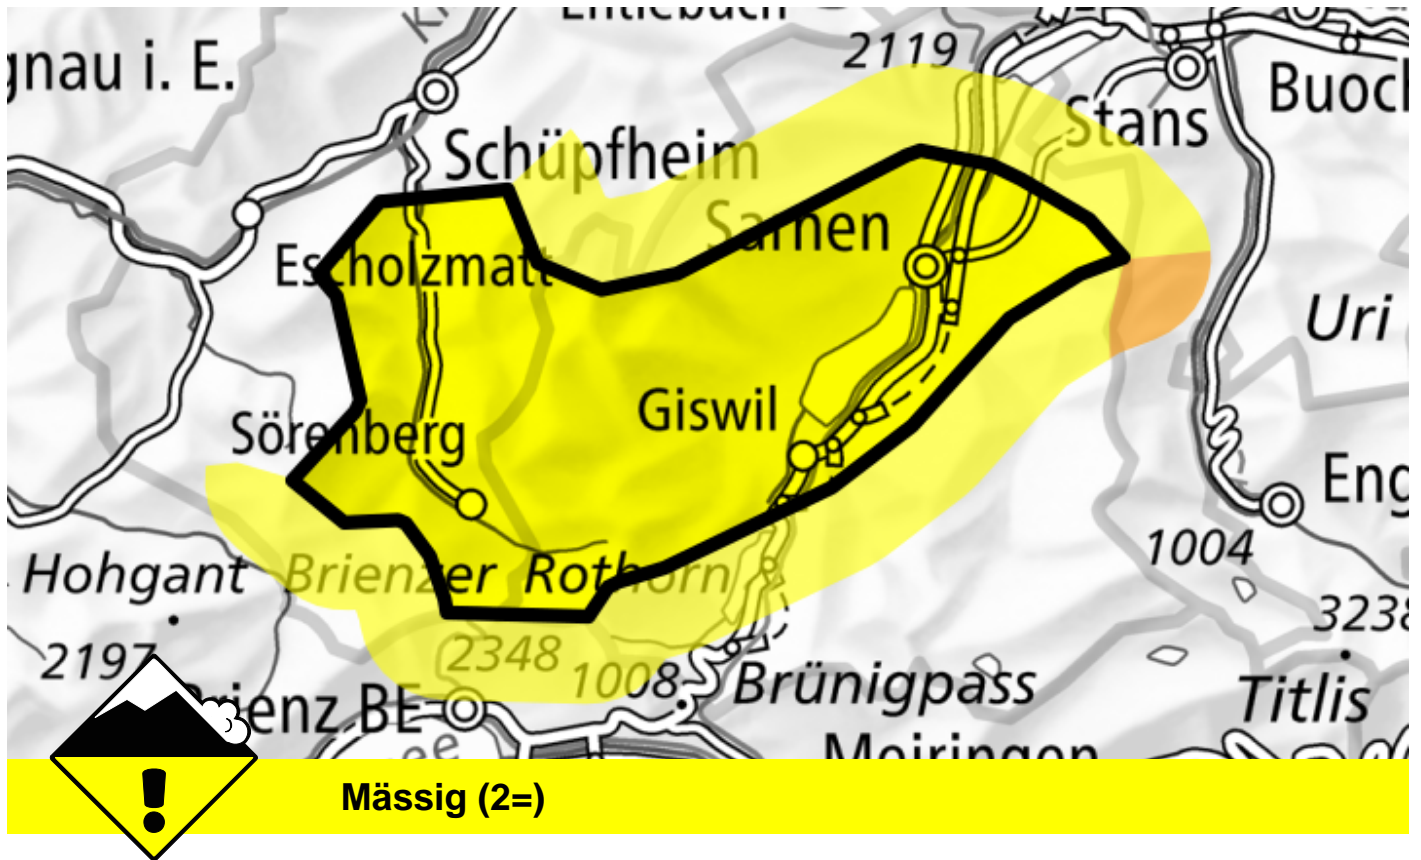 Entlebuch
2119
gnau i. E.
Buoch
Stans
Schüpfheim
Sarnen
Escholzmatt
Uri
Giswil
Sörenberg
Eng
1004
Hohgant
Brienzer Rothorn
3238
2197
2348
1008
Brünigpass
Titlis
Brienz BE
ee
Meiringen
Mässig (2=)